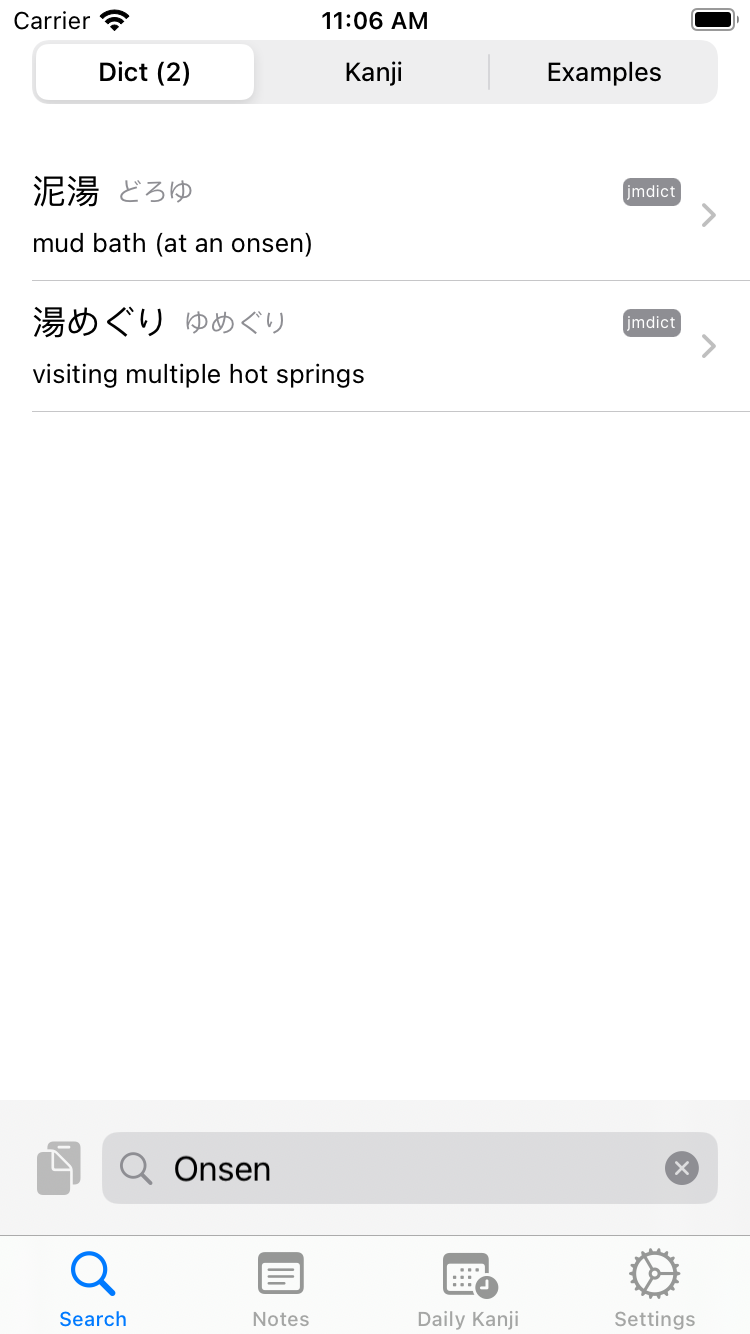 Carrier 11:06 AM
Dict (2) Kanji Examples
泥湯 どろゆ jmdict
mud bath (at an onsen)
湯めぐり ゆめぐり jmdict
visiting multiple hot springs
Onsen
Search Notes Daily Kanji Settings